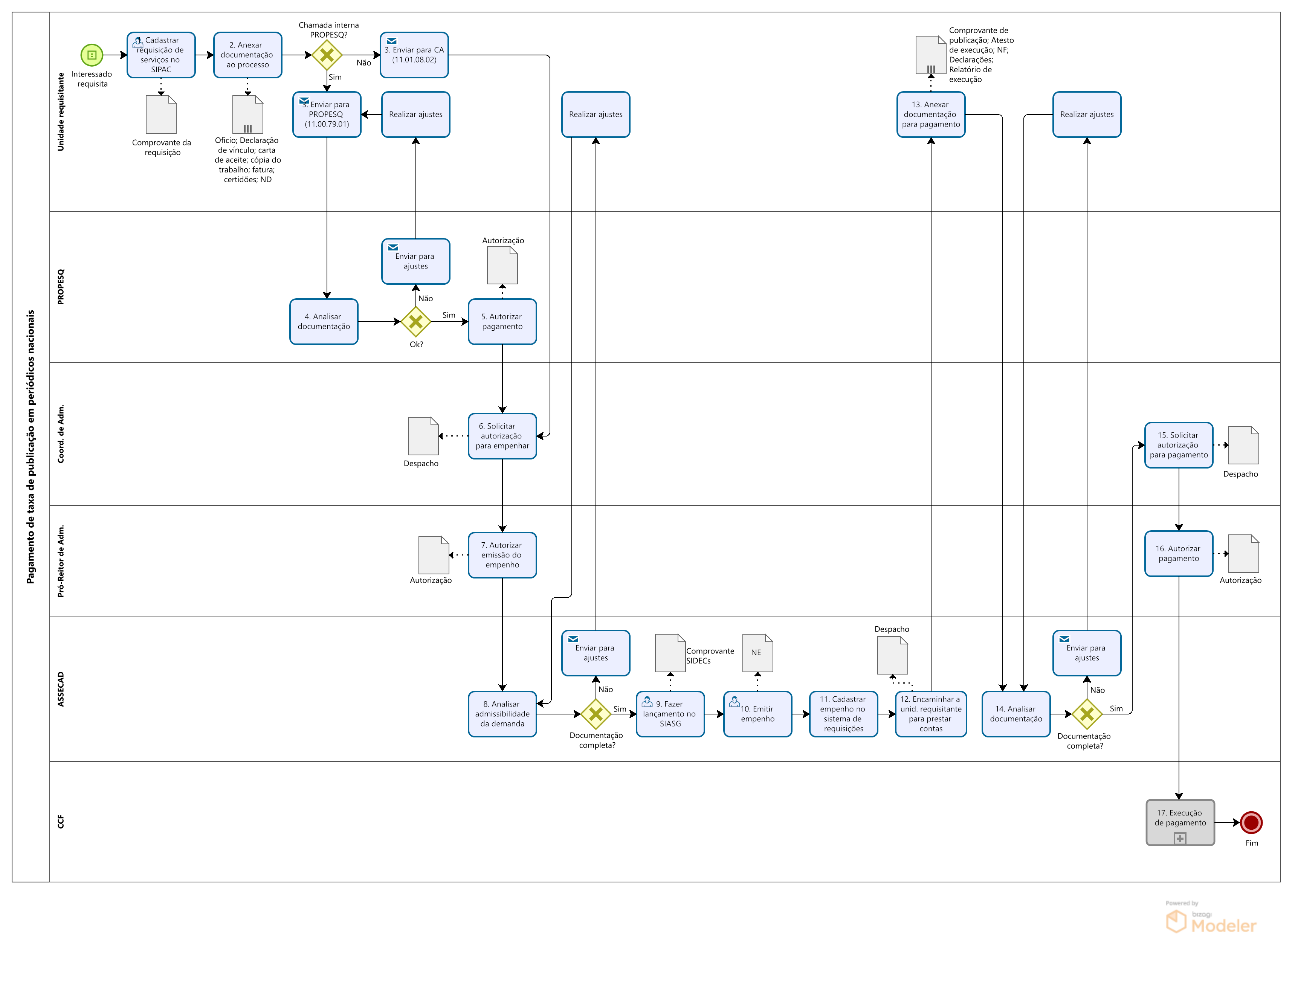 Pagamento de taxa de publicação em periódicos nacionais
Unidade requisitante
Interessado
requisita
Cadastrar
requisição de
serviços no
SIPAC
Comprovante da
requisição
2. Anexar
documentação
ao processo
Ofício; Declaração
de vínculo; carta
de aceite; cópia do
trabalho; fatura;
certidões; ND
Chamada interna
PROPESQ?
Não
Sim
3. Enviar para CA
(11.01.08.02)
Enviar para
PROPESQ
(11.00.79.01)
Realizar ajustes
Realizar ajustes
Comprovante de
publicação; Atesto
de execução; NF;
Declarações;
Relatório de
execução
13. Anexar
documentação
para pagamento
Realizar ajustes
PROPESQ
4. Analisar
documentação
Enviar para
ajustes
Não
Ok?
Sim
Autorização
5. Autorizar
pagamento
Coord. de Adm.
6. Solicitar
autorização
para empenhar
Despacho
15. Solicitar
autorização
para pagamento
Despacho
Pró-Reitor de Adm.
7. Autorizar
emissão do
empenho
Autorização
16. Autorizar
pagamento
Autorização
ASSECAD
8. Analisar
admissibilidade
da demanda
Enviar para
ajustes
Não
Sim
Documentação
completa?
Comprovante
SIDECs
9. Fazer
lançamento no
SIASG
NE
10. Emitir
empenho
11. Cadastrar
empenho no
sistema de
requisições
Despacho
12. Encaminhar a
unid. requisitante
para prestar
contas
14. Analisar
documentação
Enviar para
ajustes
Não
Sim
Documentação
completa?
CCF
17. Execução
de pagamento
Fim
Powered by
bizagi
Modeler